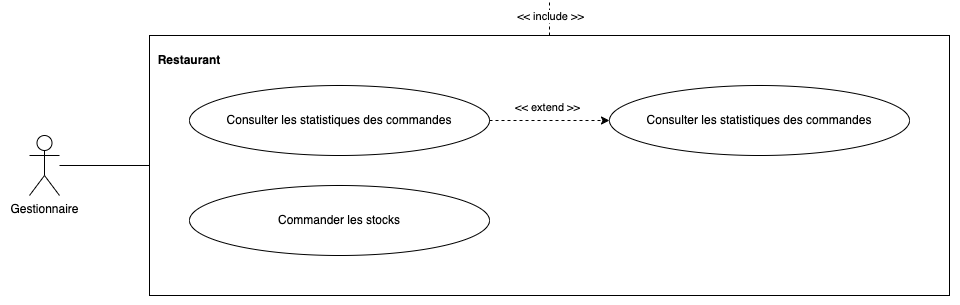 << include >>
Restaurant
Consulter les statistiques des commandes
<< extend >>
Consulter les statistiques des commandes
Gestionnaire
Commander les stocks